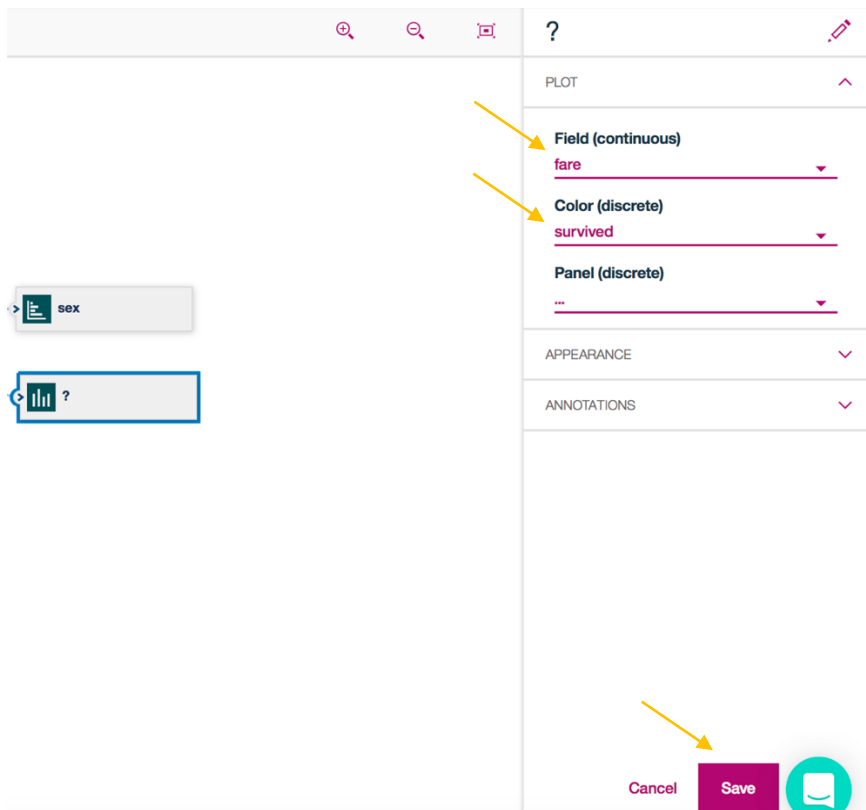 ?
PLOT
Field (continuous)
fare
Color (discrete)
survived
Panel (discrete)
...
sex
?
APPEARANCE
ANNOTATIONS
Cancel Save